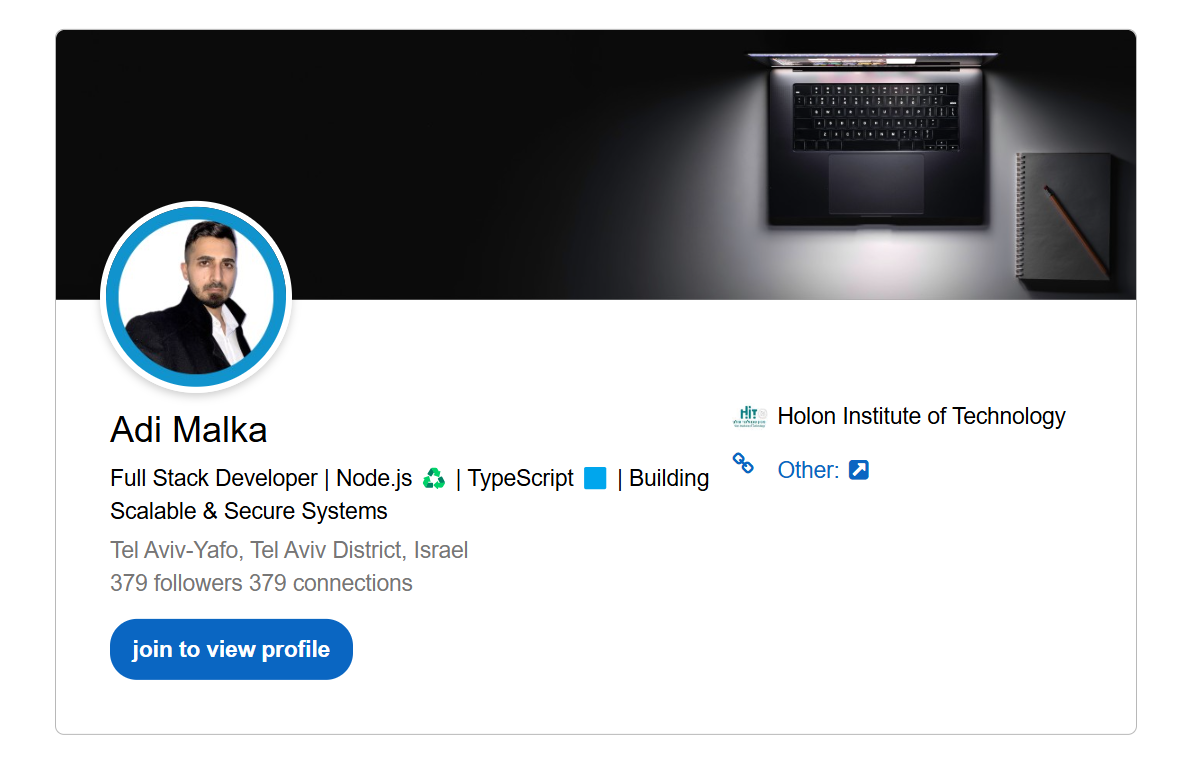 Adi Malka
Full Stack Developer | Node.js ♻ | TypeScript 🟦 | Building
Scalable & Secure Systems
Tel Aviv-Yafo, Tel Aviv District, Israel
379 followers 379 connections
join to view profile
HiT
Holon Institute of Technology
Other: